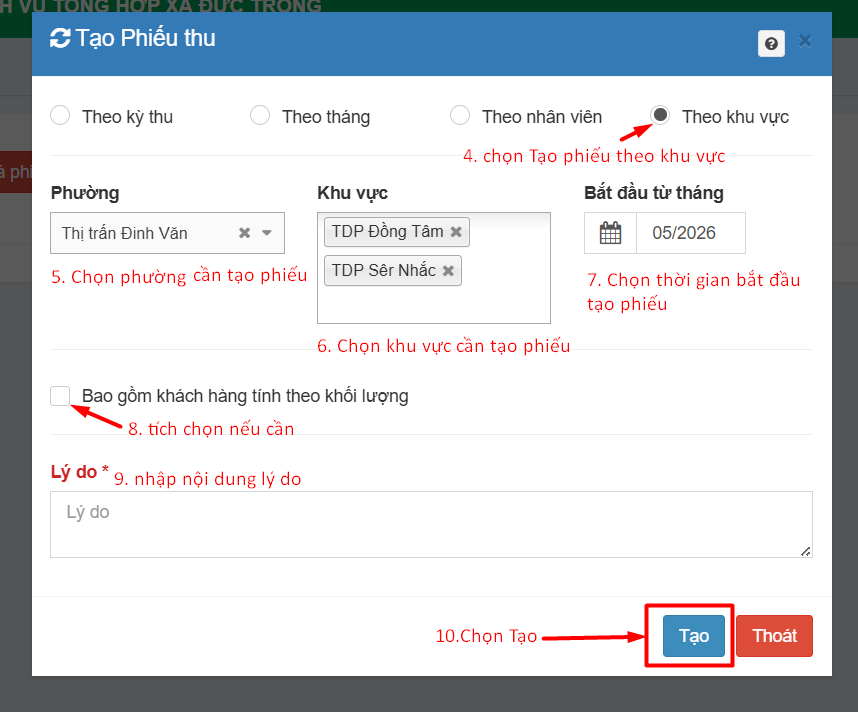 H VỤ TỔNG HỢP XÃ ĐỨC TRỌNG
Tạo Phiếu thu
Theo kỳ thu
Theo tháng
Theo nhân viên
Theo khu vực
4. chọn Tạo phiếu theo khu vực
ả phi
Phường
Khu vực
Bắt đầu từ tháng
Thị trấn Đinh Văn
TDP Đồng Tâm
05/2026
TDP Sêr Nhắc
5. Chọn phường cần tạo phiếu
7. Chọn thời gian bắt đầu
tạo phiếu
6. Chọn khu vực cần tạo phiếu
Bao gồm khách hàng tính theo khối lượng
8. tích chọn nếu cần
Lý do *
9. nhập nội dung lý do
Lý do
10.Chọn Tạo
Tạo
Thoát